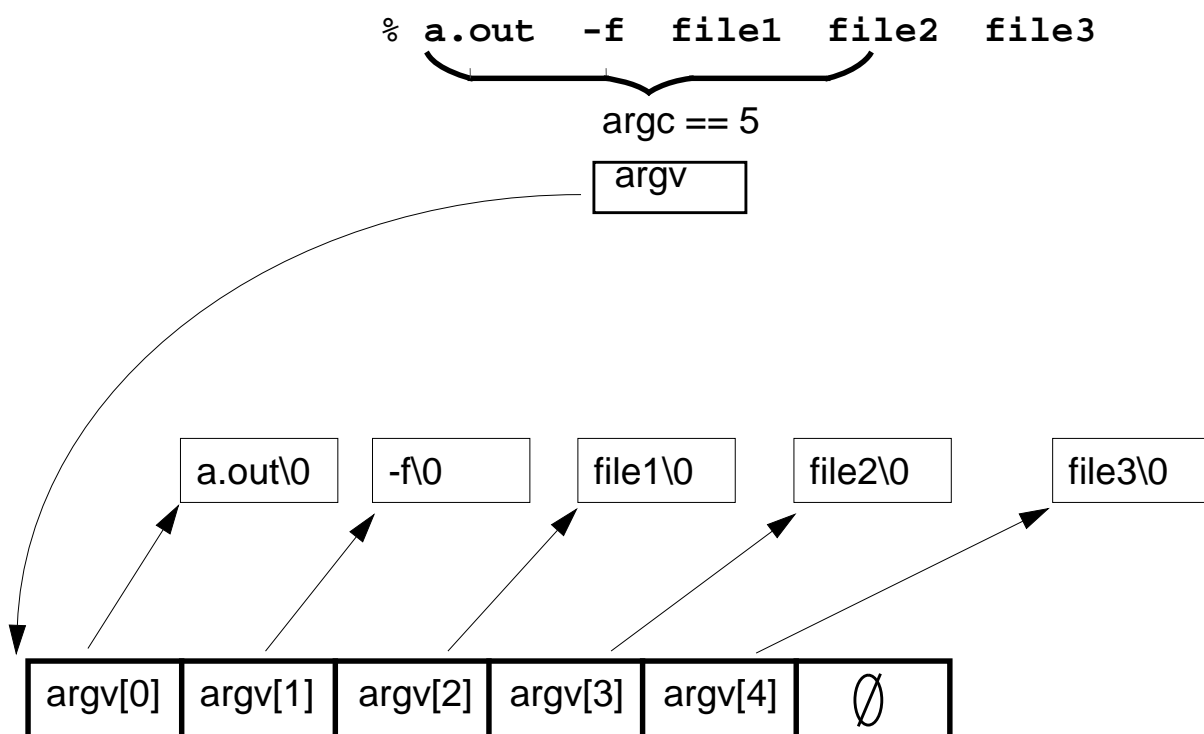 % a.out -f file1 file2 file3
argc == 5
argv
a.out\0 -f\0 file1\0 file2\0 file3\0
argv[0] argv[1] argv[2] argv[3] argv[4] ∅